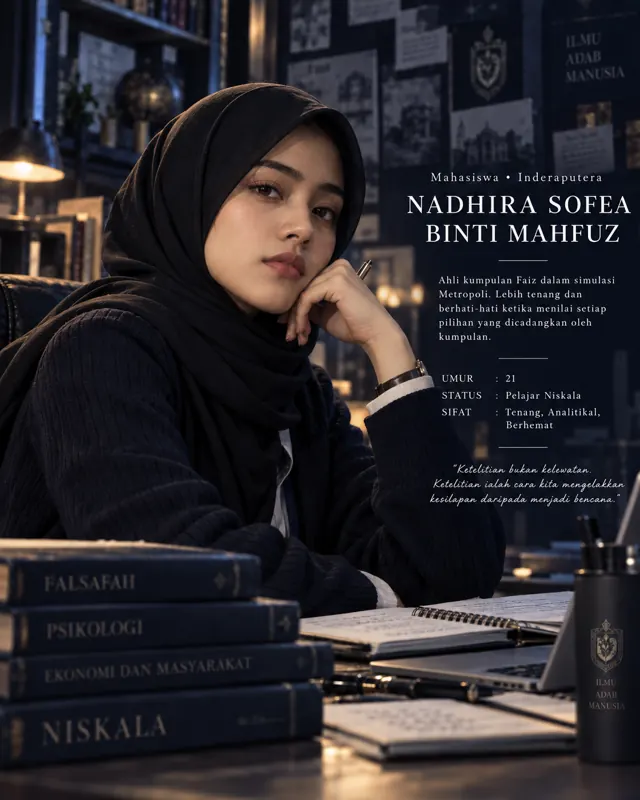 ILMU
ADAB
MANUSIA
Mahasiswa • Inderaputera
NADHIRA SOFEA
BINTI MAHFUZ
Ahli kumpulan Faiz dalam simulasi
Metropoli. Lebih tenang dan
berhati-hati ketika menilai setiap
pilihan yang dicadangkan oleh
kumpulan.
UMUR : 21
STATUS : Pelajar Niskala
SIFAT : Tenang, Analitikal,
Berhemat
"Ketelitian bukan kelewatan.
Ketelitian ialah cara kita mengelakkan
kesilapan daripada menjadi bencana."
FALSAFAH
PSIKOLOGI
EKONOMI DAN MASYARAKAT
NISKALA
ILMU
ADAB
MANUSIA